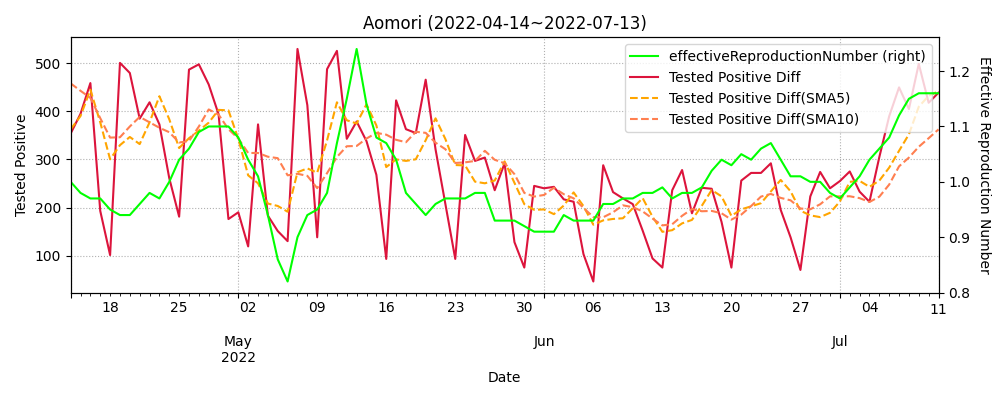 Aomori (2022-04-14~2022-07-13)
effectiveReproductionNumber (right)
Tested Positive Diff
Tested Positive Diff(SMA5)
Tested Positive Diff(SMA10)
Tested Positive
500
400
300
200
100
Effective Reproduction Number
1.2
1.1
1.0
0.9
0.8
18 25 02 09 16 23 30 06 13 20 27 04 11
May Jun Jul
2022
Date